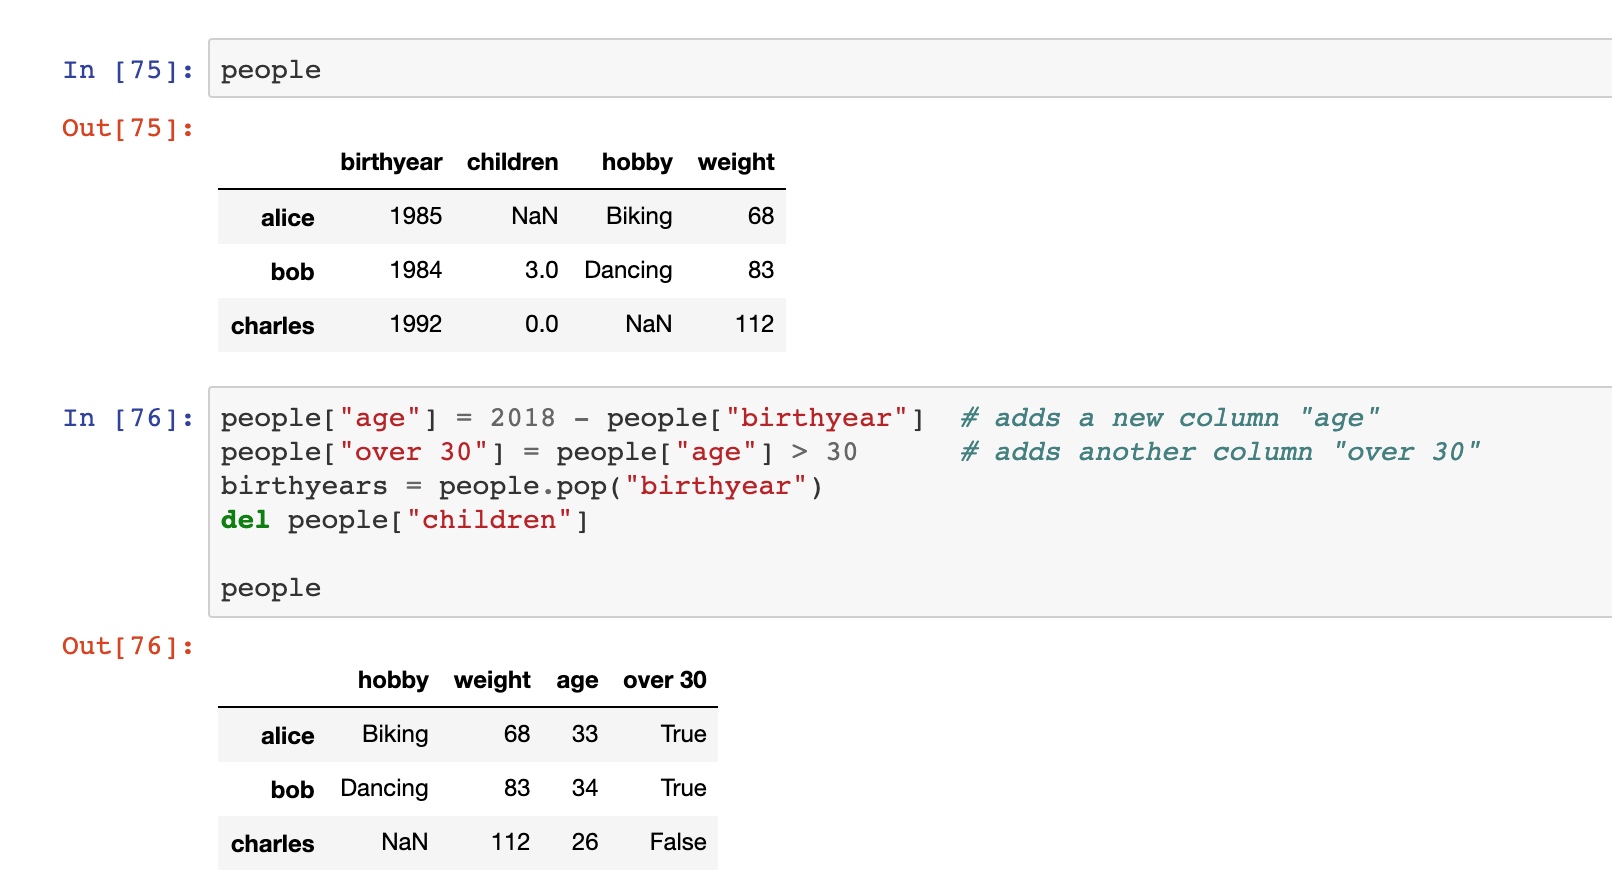 In [75]: people
Out[75]:
birthyear children hobby weight
alice 1985 NaN Biking 68
bob 1984 3.0 Dancing 83
charles 1992 0.0 NaN 112
In [76]: people["age"] = 2018 - people["birthyear"]  # adds a new column "age"
people["over 30"] = people["age"] > 30      # adds another column "over 30"
birthyears = people.pop("birthyear")
del people["children"]
people
Out[76]:
hobby weight age over 30
alice Biking 68 33 True
bob Dancing 83 34 True
charles NaN 112 26 False